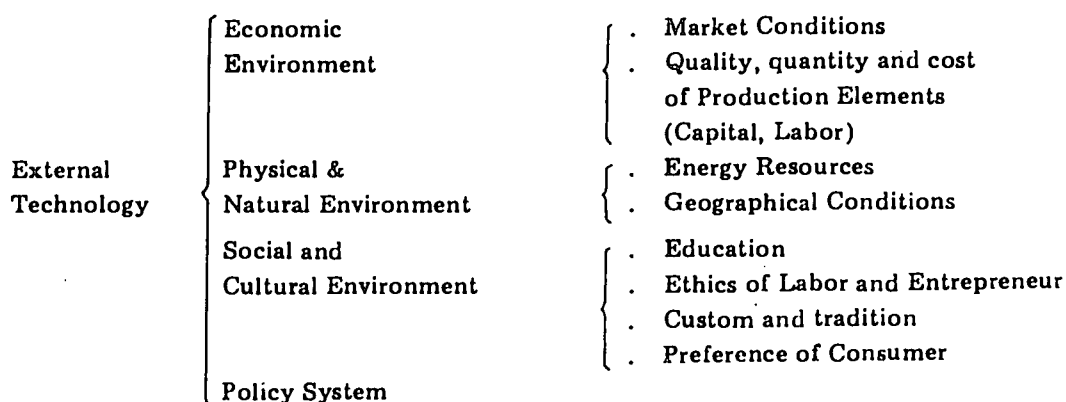 Economic
Environment
. Market Conditions
. Quality, quantity and cost
of Production Elements
(Capital, Labor)
External
Technology
Physical &
Natural Environment
. Energy Resources
. Geographical Conditions
Social and
Cultural Environment
. Education
. Ethics of Labor and Entrepreneur
. Custom and tradition
. Preference of Consumer
Policy System